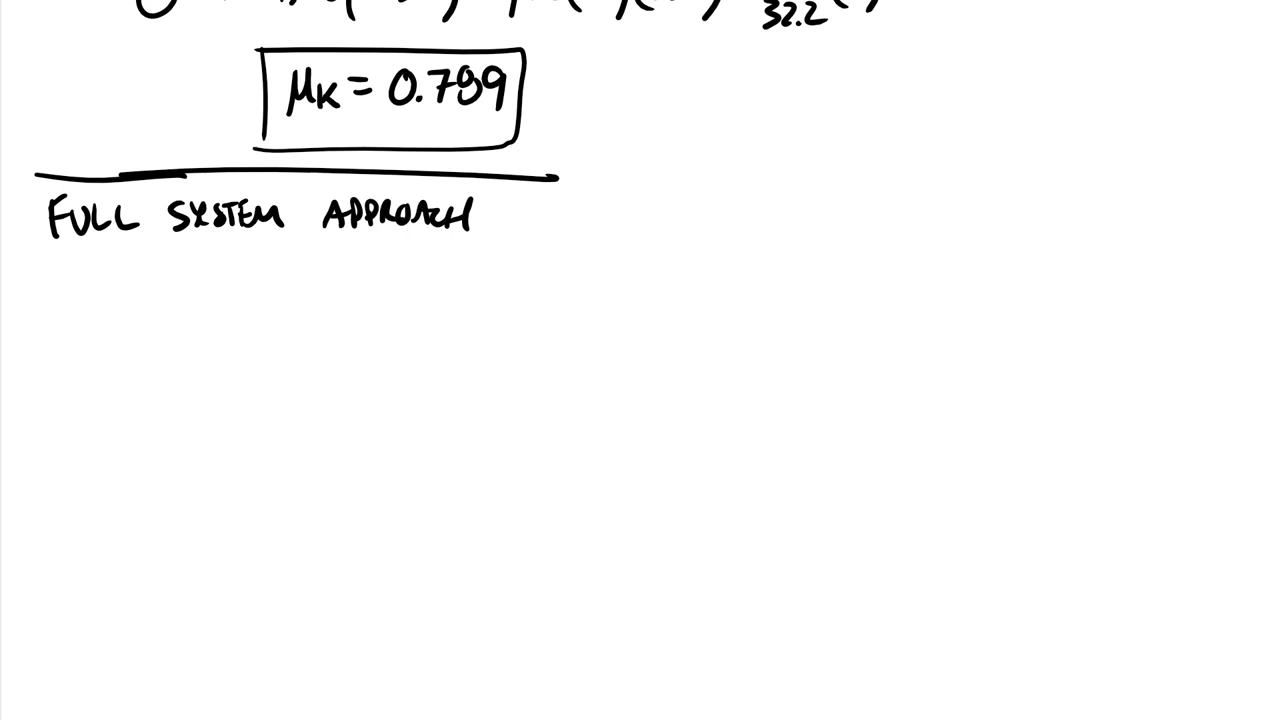 32.2
μK = 0.799
FULL SYSTEM APPROACH